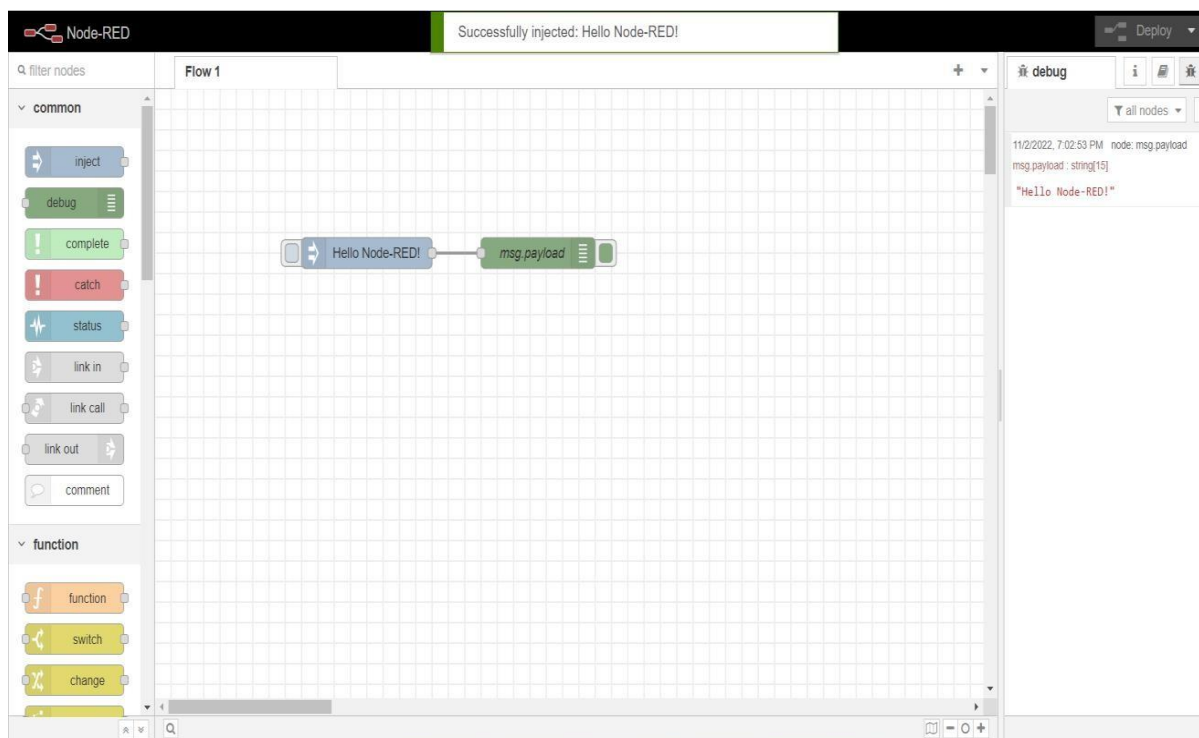 Node-RED
Successfully injected: Hello Node-RED!
Deploy
filter nodes
Flow 1
debug
i
all nodes
common
inject
debug
complete
catch
status
link in
link call
link out
comment
function
function
switch
change
Hello Node-RED!
msg.payload
11/2/2022, 7:02:53 PM node: msg.payload
msg.payload : string[15]
"Hello Node-RED!"